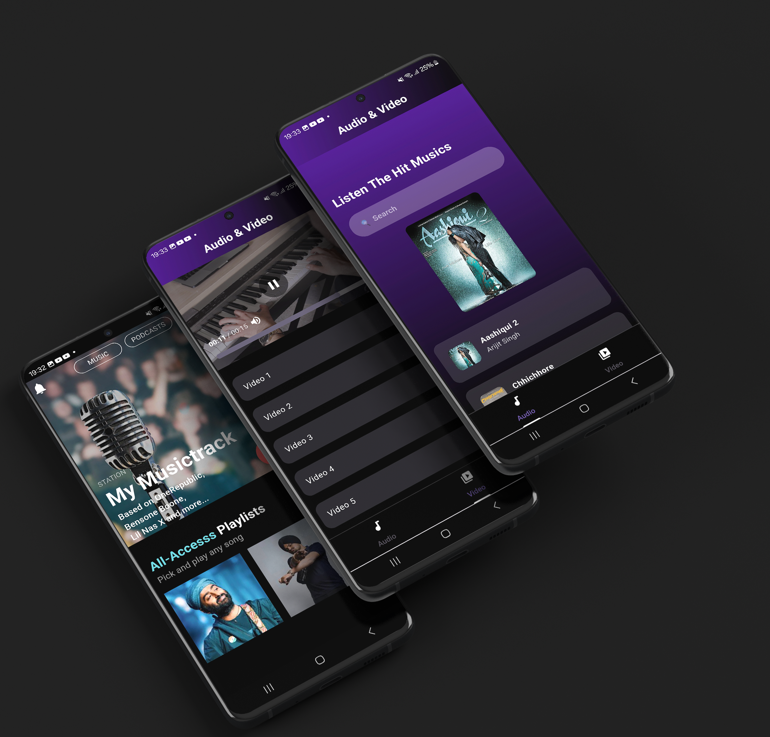 19:33
25%
Audio & Video
Listen The Hit Musics
Search
Aashiqui 2
Aashiqui 2
Arijit Singh
Chhichhore
Audio
Video
19:33
Audio & Video
00:11 / 00:15
Video 1
Video 2
Video 3
Video 4
Video 5
Audio
Video
19:32
MUSIC
PODCASTS
STATION
My Musictrack
Based on OneRepublic,
Bensone Boone,
Lil Nas X and more...
All-Accesss Playlists
Pick and play any song